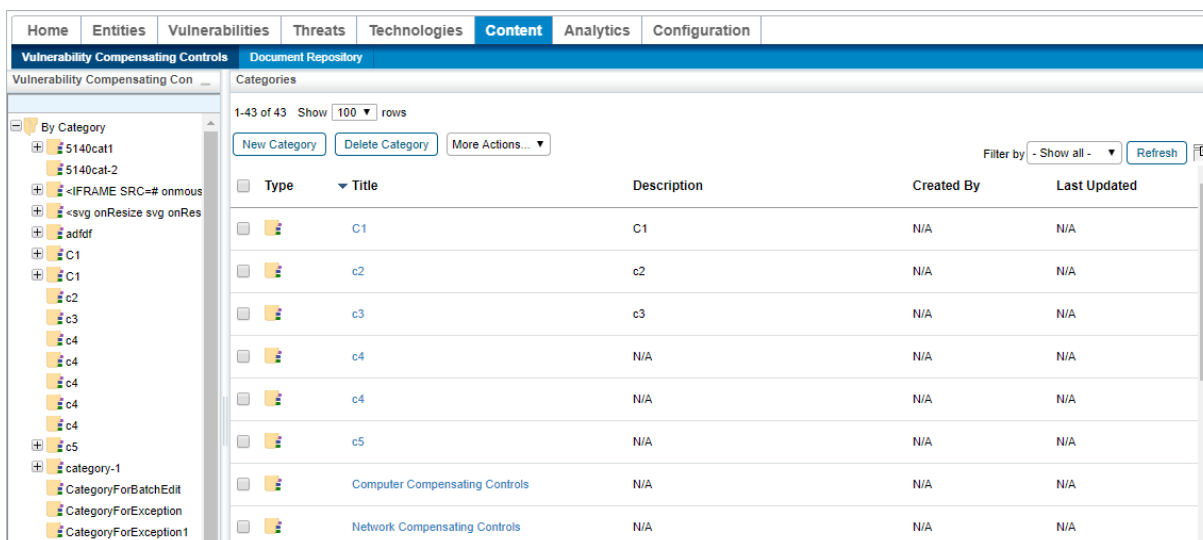 Home Entities Vulnerabilities Threats Technologies Content Analytics Configuration
Vulnerability Compensating Controls Document Repository
Vulnerability Compensating Con
Categories
By Category
5140cat1
5140cat-2
<IFRAME SRC=# onmous
<svg onResize svg onRes
adfdf
C1
C1
c2
c3
c4
c4
c4
c4
c4
c5
category-1
CategoryForBatchEdit
CategoryForException
CategoryForException1
1-43 of 43 Show 100 rows
New Category Delete Category More Actions...
Filter by - Show all - Refresh
Type Title Description Created By Last Updated
C1 C1 N/A N/A
c2 c2 N/A N/A
c3 c3 N/A N/A
c4 N/A N/A N/A
c4 N/A N/A N/A
c5 N/A N/A N/A
Computer Compensating Controls N/A N/A N/A
Network Compensating Controls N/A N/A N/A